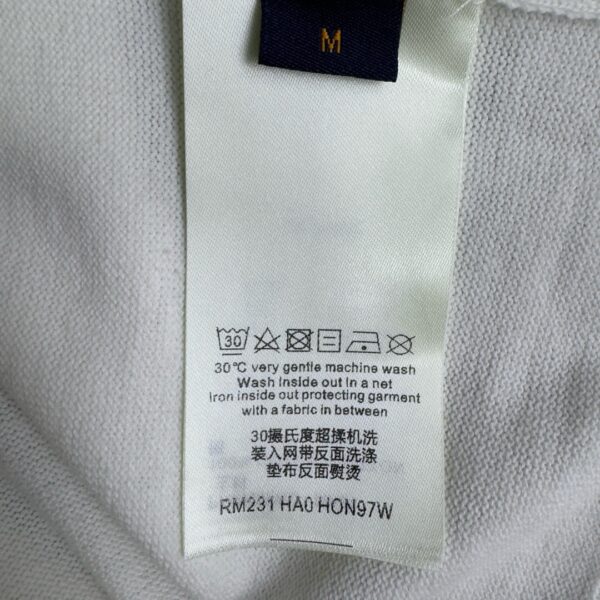 M
30
30°C very gentle machine wash
Wash Inside out In a net
Iron inside out protecting garment
with a fabric in between
30摄氏度超揉机洗
装入网带反面洗涤
垫布反面熨烫
RM231 HA0 HON97W